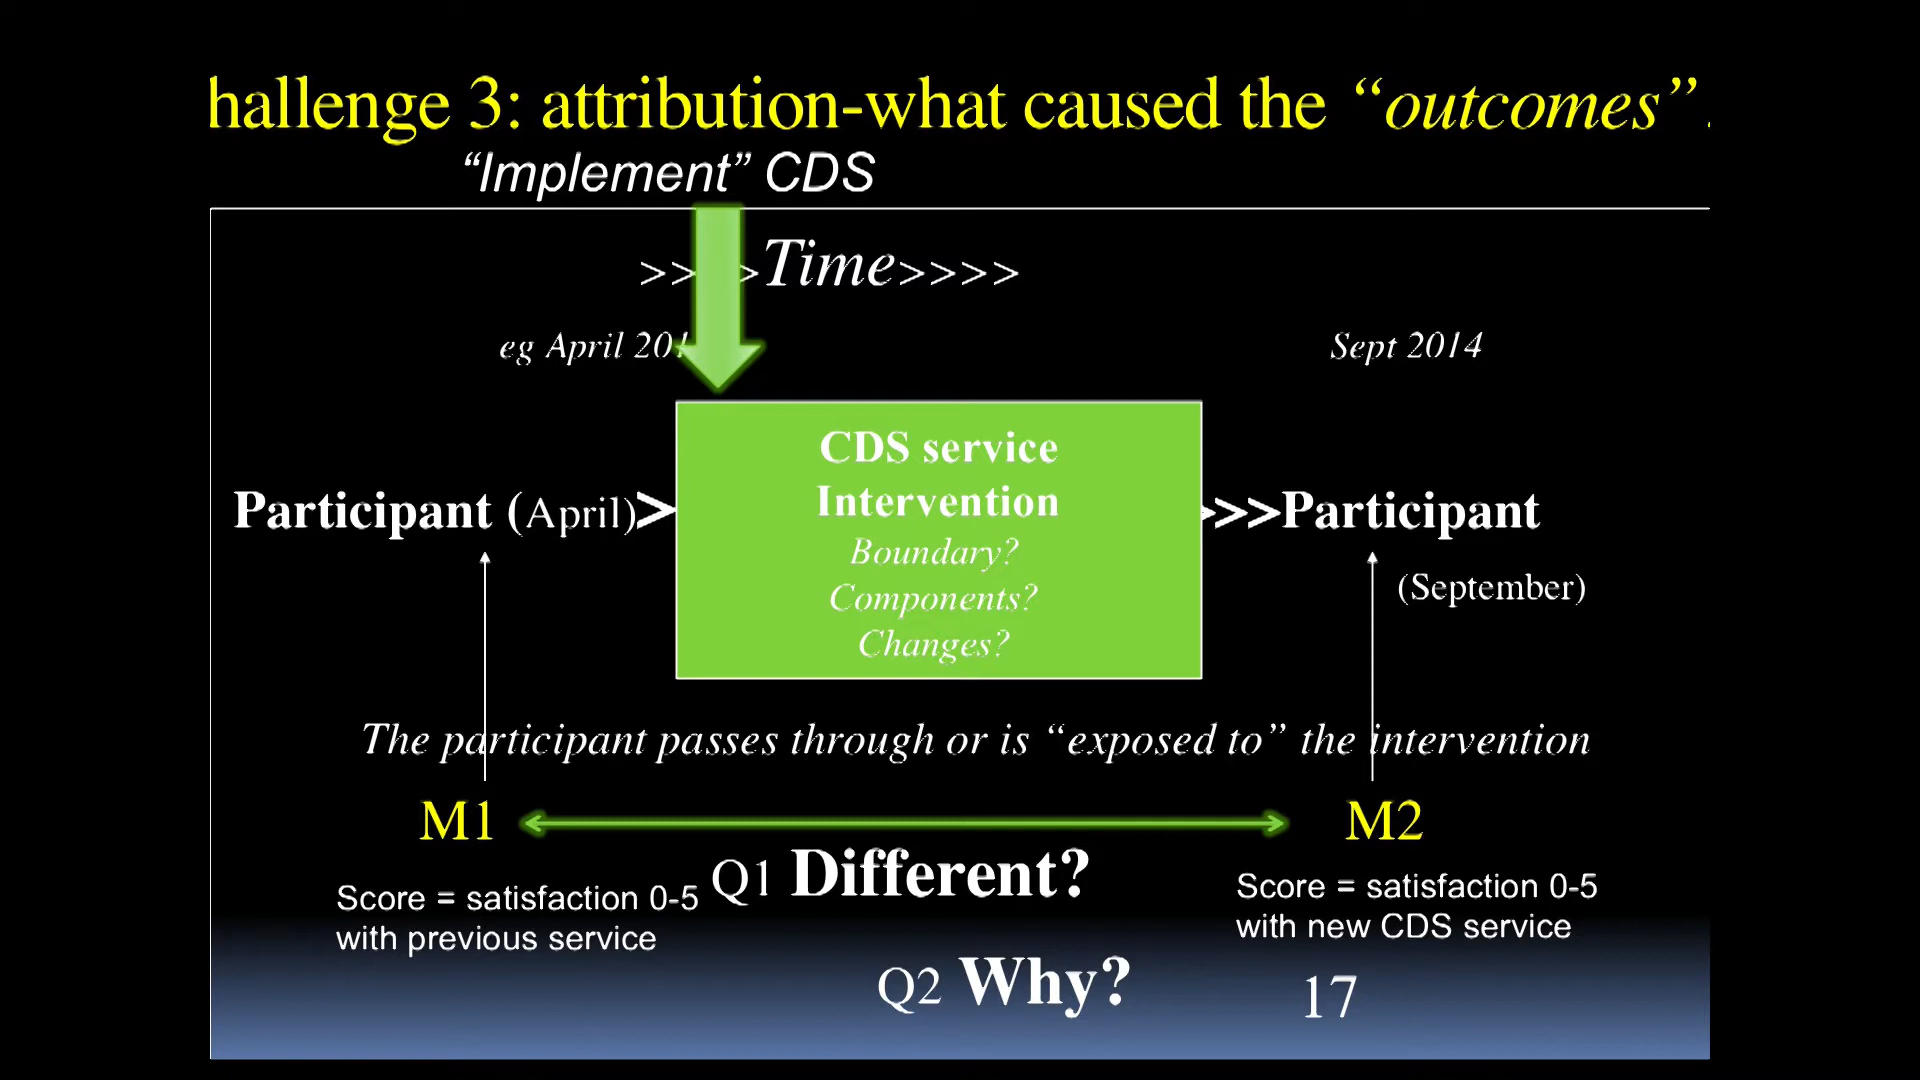 hallenge 3: attribution-what caused the “outcomes”.
“Implement” CDS
>> >Time>>>>
eg April 201 Sept 2014
CDS service
Intervention
Boundary?
Components?
Changes?
Participant (April)> >>>Participant
(September)
The participant passes through or is “exposed to” the intervention
M1 M2
Q1 Different?
Score = satisfaction 0-5
with previous service
Score = satisfaction 0-5
with new CDS service
Q2 Why?
17